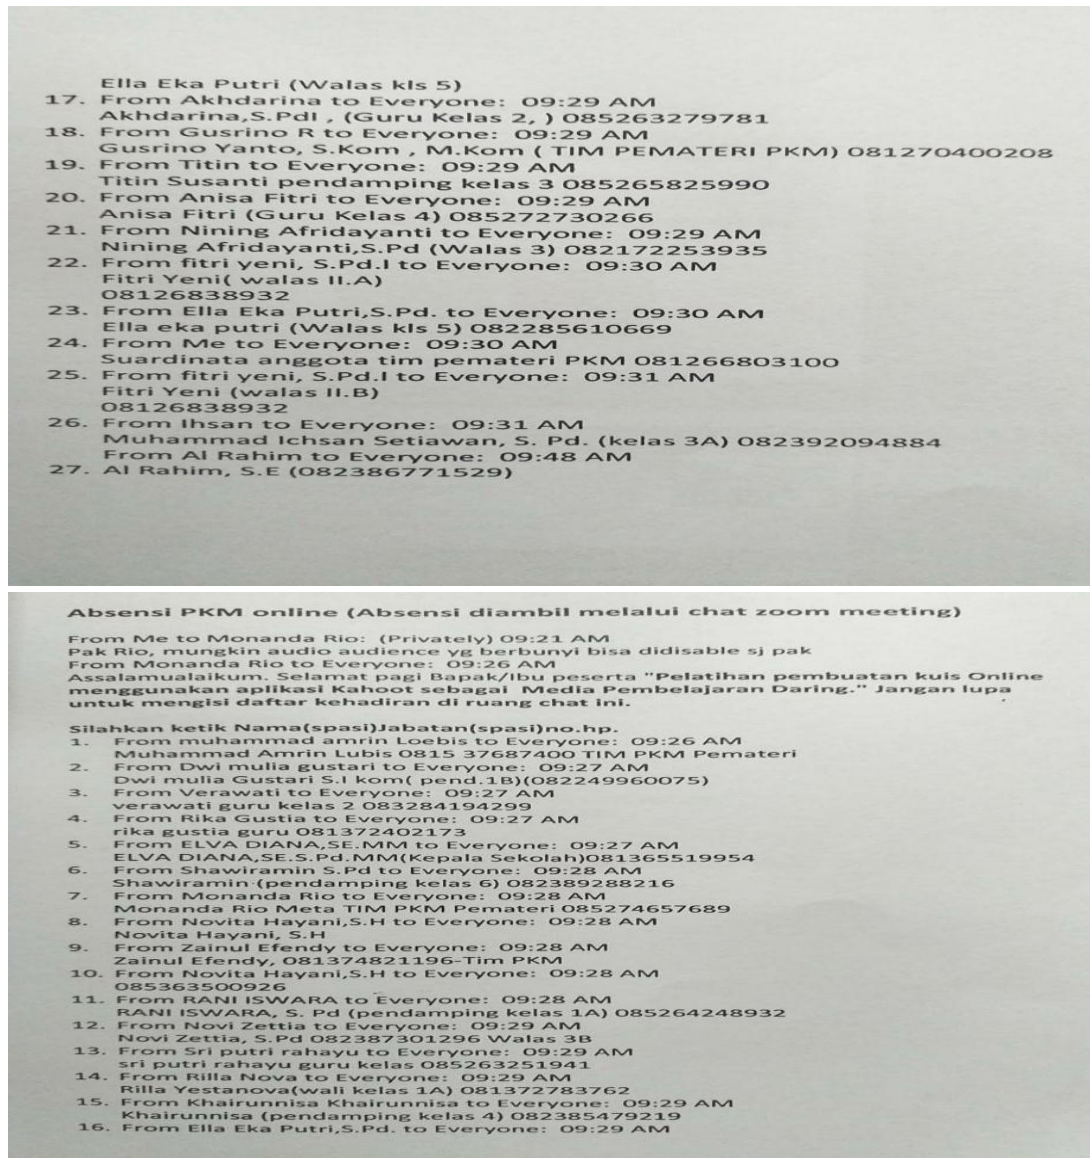 Ella Eka Putri (Walas kls 5)
17. From Akhdarina to Everyone: 09:29 AM
Akhdarina,S.PdI , (Guru Kelas 2, ) 085263279781
18. From Gusrino R to Everyone: 09:29 AM
Gusrino Yanto, S.Kom , M.Kom ( TIM PEMATERI PKM) 081270400208
19. From Titin to Everyone: 09:29 AM
Titin Susanti pendamping kelas 3 085265825990
20. From Anisa Fitri to Everyone: 09:29 AM
Anisa Fitri (Guru Kelas 4) 085272730266
21. From Nining Afridayanti to Everyone: 09:29 AM
Nining Afridayanti,S.Pd (Walas 3) 082172253935
22. From fitri yeni, S.Pd.I to Everyone: 09:30 AM
Fitri Yeni( walas II.A)
08126838932
23. From Ella Eka Putri,S.Pd. to Everyone: 09:30 AM
Ella eka putri (Walas kls 5) 082285610669
24. From Me to Everyone: 09:30 AM
Suardinata anggota tim pemateri PKM 081266803100
25. From fitri yeni, S.Pd.I to Everyone: 09:31 AM
Fitri Yeni (walas II.B)
08126838932
26. From Ihsan to Everyone: 09:31 AM
Muhammad Ichsan Setiawan, S. Pd. (kelas 3A) 082392094884
From Al Rahim to Everyone: 09:48 AM
27. Al Rahim, S.E (082386771529)
Absensi PKM online (Absensi diambil melalui chat zoom meeting)
From Me to Monanda Rio: (Privately) 09:21 AM
Pak Rio, mungkin audio audience yg berbunyi bisa didisable sj pak
From Monanda Rio to Everyone: 09:26 AM
Assalamualaikum. Selamat pagi Bapak/Ibu peserta "Pelatihan pembuatan kuis Online
menggunakan aplikasi Kahoot sebagai Media Pembelajaran Daring." Jangan lupa
untuk mengisi daftar kehadiran di ruang chat ini.
Silahkan ketik Nama(spasi)Jabatan(spasi)no.hp.
1. From muhammad amrin Loebis to Everyone: 09:26 AM
Muhammad Amrin Lubis 0815 37687400 TIM PKM Pemateri
2. From Dwi mulia gustari to Everyone: 09:27 AM
Dwi mulia Gustari S.I kom( pend.1B)(082249960075)
3. From Verawati to Everyone: 09:27 AM
verawati guru kelas 2 083284194299
4. From Rika Gustia to Everyone: 09:27 AM
rika gustia guru 081372402173
5. From ELVA DIANA,SE.MM to Everyone: 09:27 AM
ELVA DIANA,SE.S.Pd.MM(Kepala Sekolah)081365519954
6. From Shawiramin S.Pd to Everyone: 09:28 AM
Shawiramin (pendamping kelas 6) 082389288216
7. From Monanda Rio to Everyone: 09:28 AM
Monanda Rio Meta TIM PKM Pemateri 085274657689
8. From Novita Hayani,S.H to Everyone: 09:28 AM
Novita Hayani, S.H
9. From Zainul Efendy to Everyone: 09:28 AM
Zainul Efendy, 081374821196-Tim PKM
10. From Novita Hayani,S.H to Everyone: 09:28 AM
085363500926
11. From RANI ISWARA to Everyone: 09:28 AM
RANI ISWARA, S. Pd (pendamping kelas 1A) 085264248932
12. From Novi Zettia to Everyone: 09:29 AM
Novi Zettia, S.Pd 082387301296 Walas 3B
13. From Sri putri rahayu to Everyone: 09:29 AM
sri putri rahayu guru kelas 085263251941
14. From Rilla Nova to Everyone: 09:29 AM
Rilla Yestanova(wali kelas 1A) 081372783762
15. From Khairunnisa Khairunnisa to Everyone: 09:29 AM
Khairunnisa (pendamping kelas 4) 082385479219
16. From Ella Eka Putri,S.Pd. to Everyone: 09:29 AM